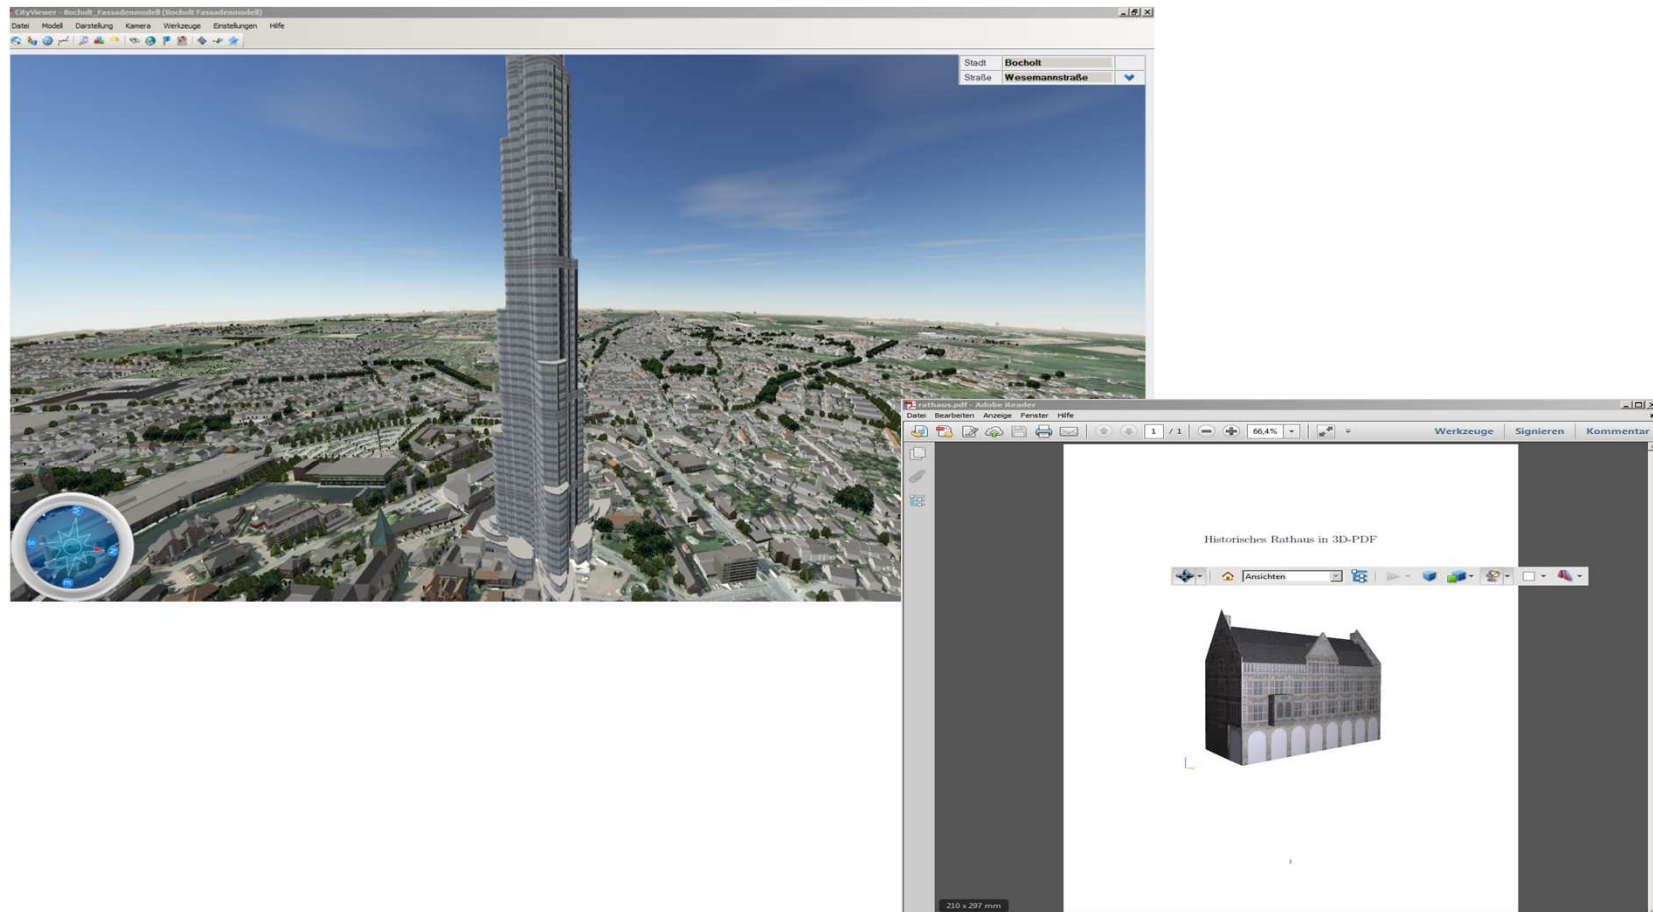 CityViewer - Bocholt_Fassadenmodell (Bocholt Fassadenmodell)
Datei Modell Darstellung Kamera Werkzeuge Einstellungen Hilfe
Stadt Bocholt
Straße Wesemannstraße
rathaus.pdf - Adobe Reader
Datei Bearbeiten Anzeige Fenster Hilfe
1 / 1 66,4% Werkzeuge Signieren Kommentar
Historisches Rathaus in 3D-PDF
Ansichten
210 x 297 mm